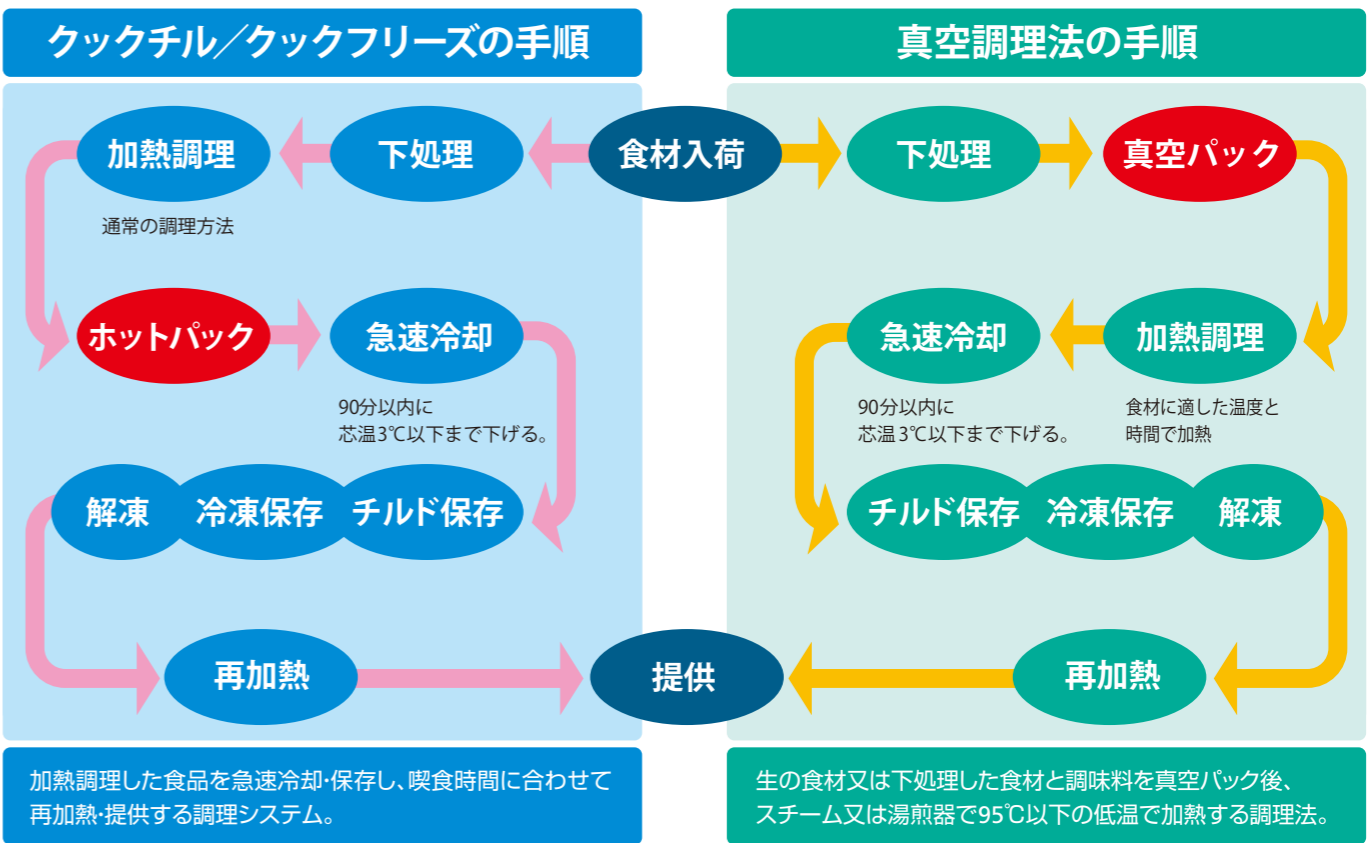 クックチル／クックフリーズの手順
加熱調理
下処理
食材入荷
通常の調理方法
ホットパック
急速冷却
90分以内に
芯温3℃以下まで下げる。
解凍
冷凍保存
チルド保存
再加熱
提供
加熱調理した食品を急速冷却・保存し、喫食時間に合わせて
再加熱・提供する調理システム。
真空調理法の手順
下処理
真空パック
急速冷却
加熱調理
90分以内に
芯温3℃以下まで下げる。
食材に適した温度と
時間で加熱
チルド保存
冷凍保存
解凍
再加熱
生の食材又は下処理した食材と調味料を真空パック後、
スチーム又は湯煎器で95℃以下の低温で加熱する調理法。